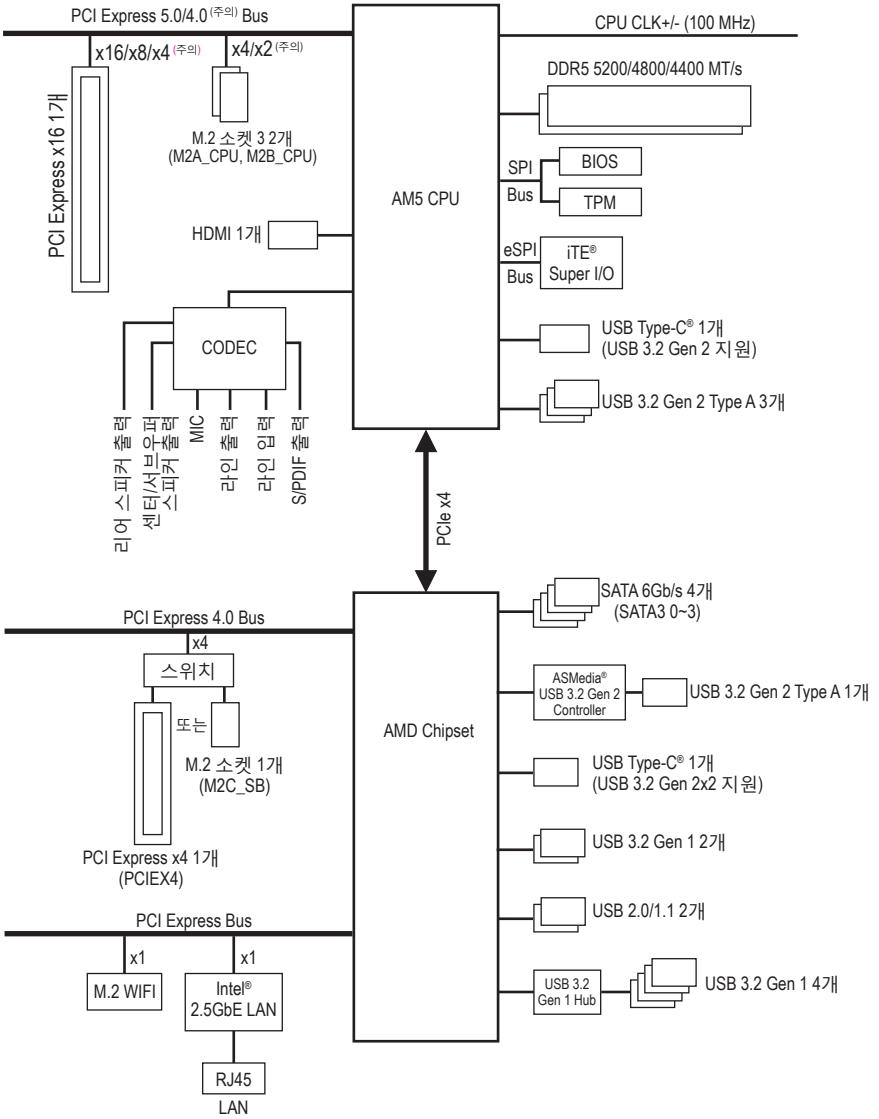 PCI Express 5.0/4.0 (주의) Bus
x16/x8/x4 (주의)
x4/x2 (주의)
PCI Express x16 1개
M.2 소켓 3 2개
(M2A_CPU, M2B_CPU)
HDMI 1개
CODEC
리어 스피커 출력
센터/서브우퍼
스피커 출력
MIC
라인 출력
라인 입력
S/PDIF 출력
AM5 CPU
CPU CLK+/- (100 MHz)
DDR5 5200/4800/4400 MT/s
SPI
Bus
BIOS
TPM
eSPI
Bus
iTE®
Super I/O
USB Type-C® 1개
(USB 3.2 Gen 2 지원)
USB 3.2 Gen 2 Type A 3개
PCIe x4
PCI Express 4.0 Bus
x4
스위치
또는
M.2 소켓 1개
(M2C_SB)
PCI Express x4 1개
(PCIEX4)
PCI Express Bus
x1
x1
M.2 WIFI
Intel®
2.5GbE LAN
RJ45
LAN
AMD Chipset
SATA 6Gb/s 4개
(SATA3 0~3)
ASMedia®
USB 3.2 Gen 2
Controller
USB 3.2 Gen 2 Type A 1개
USB Type-C® 1개
(USB 3.2 Gen 2x2 지원)
USB 3.2 Gen 1 2개
USB 2.0/1.1 2개
USB 3.2
Gen 1 Hub
USB 3.2 Gen 1 4개